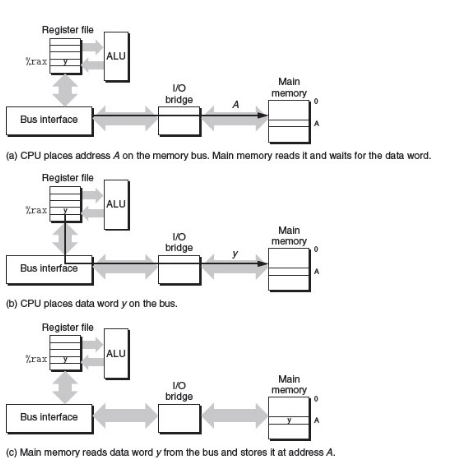 Register file
%rax
y
ALU
Bus interface
I/O
bridge
A
Main
memory
0
A
(a) CPU places address A on the memory bus. Main memory reads it and waits for the data word.
Register file
%rax
y
ALU
Bus interface
I/O
bridge
y
Main
memory
0
A
(b) CPU places data word y on the bus.
Register file
%rax
y
ALU
Bus interface
I/O
bridge
Main
memory
0
y
A
(c) Main memory reads data word y from the bus and stores it at address A.